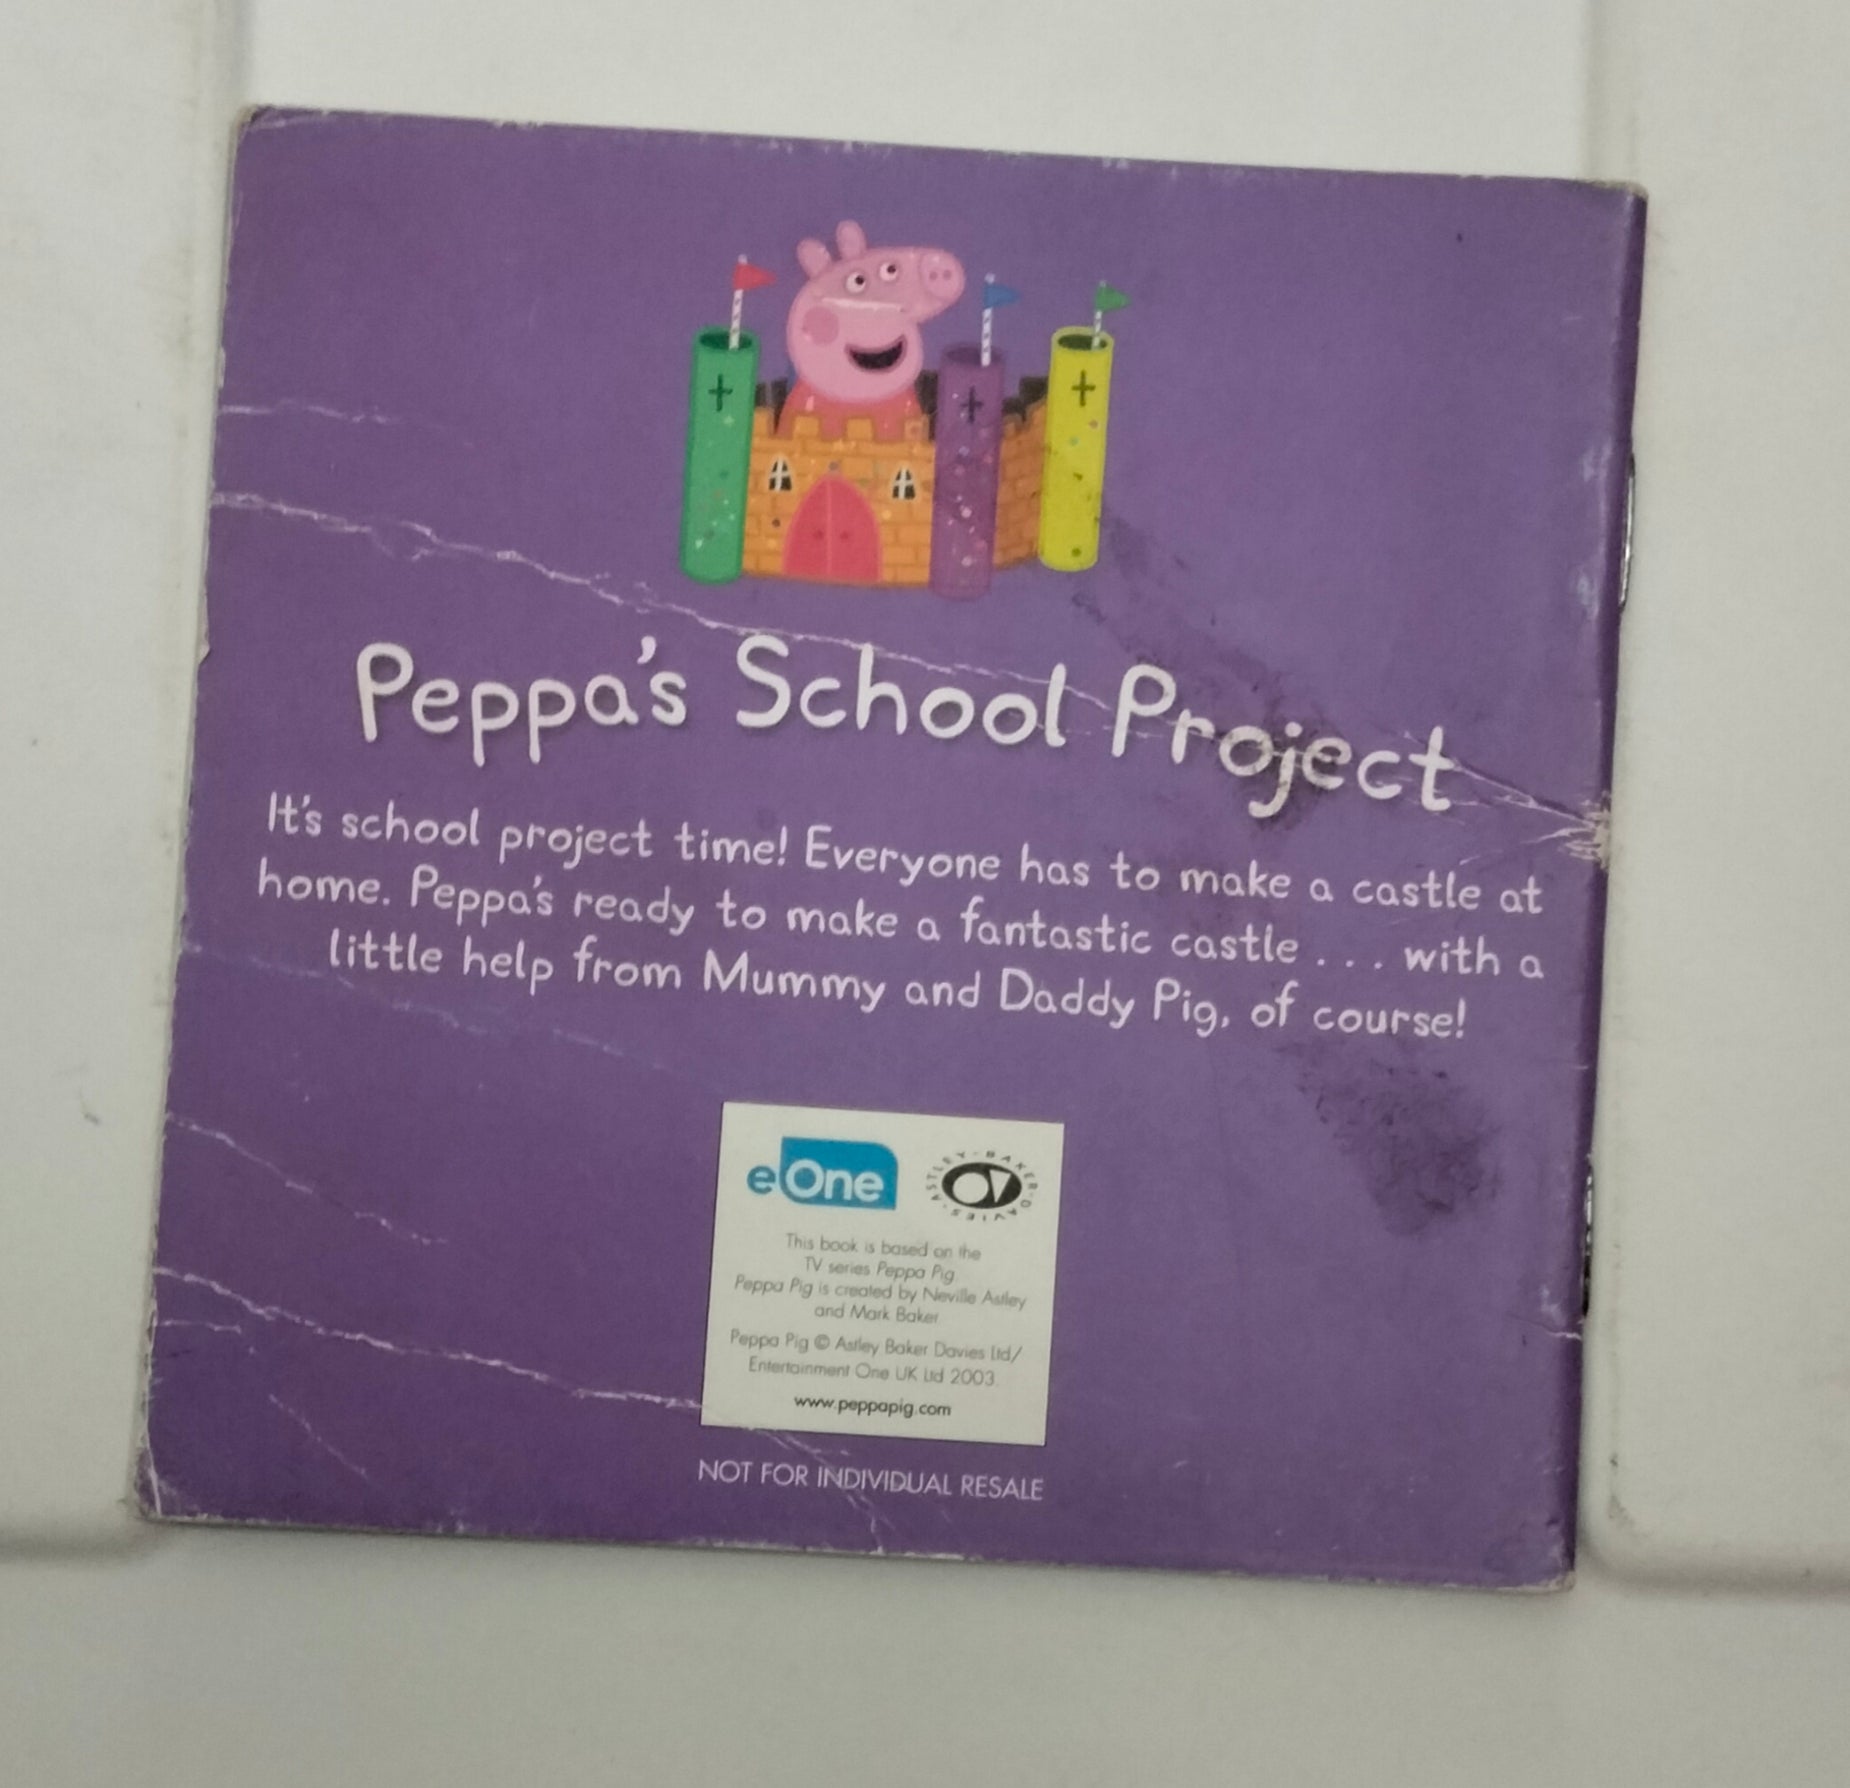 Peppa's School Project
It's school project time! Everyone has to make a castle at
home. Peppa's ready to make a fantastic castle . . . with a
little help from Mummy and Daddy Pig, of course!
eOne
ASTLEY · BAKER · DAVIES ·
This book is based on the
TV series Peppa Pig
Peppa Pig is created by Neville Astley
and Mark Baker
Peppa Pig © Astley Baker Davies Ltd/
Entertainment One UK Ltd 2003.
www.peppapig.com
NOT FOR INDIVIDUAL RESALE